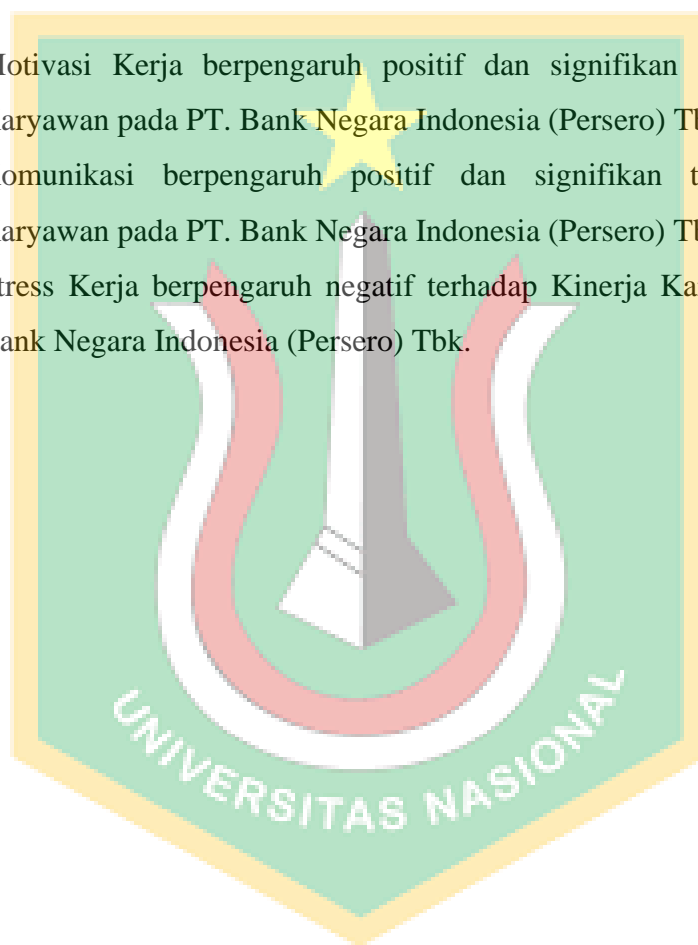 otivasi Kerja berpengaruh positif dan signifikan
aryawan pada PT. Bank Negara Indonesia (Persero) Tb
omunikasi berpengaruh positif dan signifikan t
aryawan pada PT. Bank Negara Indonesia (Persero) Tb
tress Kerja berpengaruh negatif terhadap Kinerja Ka
ank Negara Indonesia (Persero) Tbk.
UNIVERSITAS NASIONAL